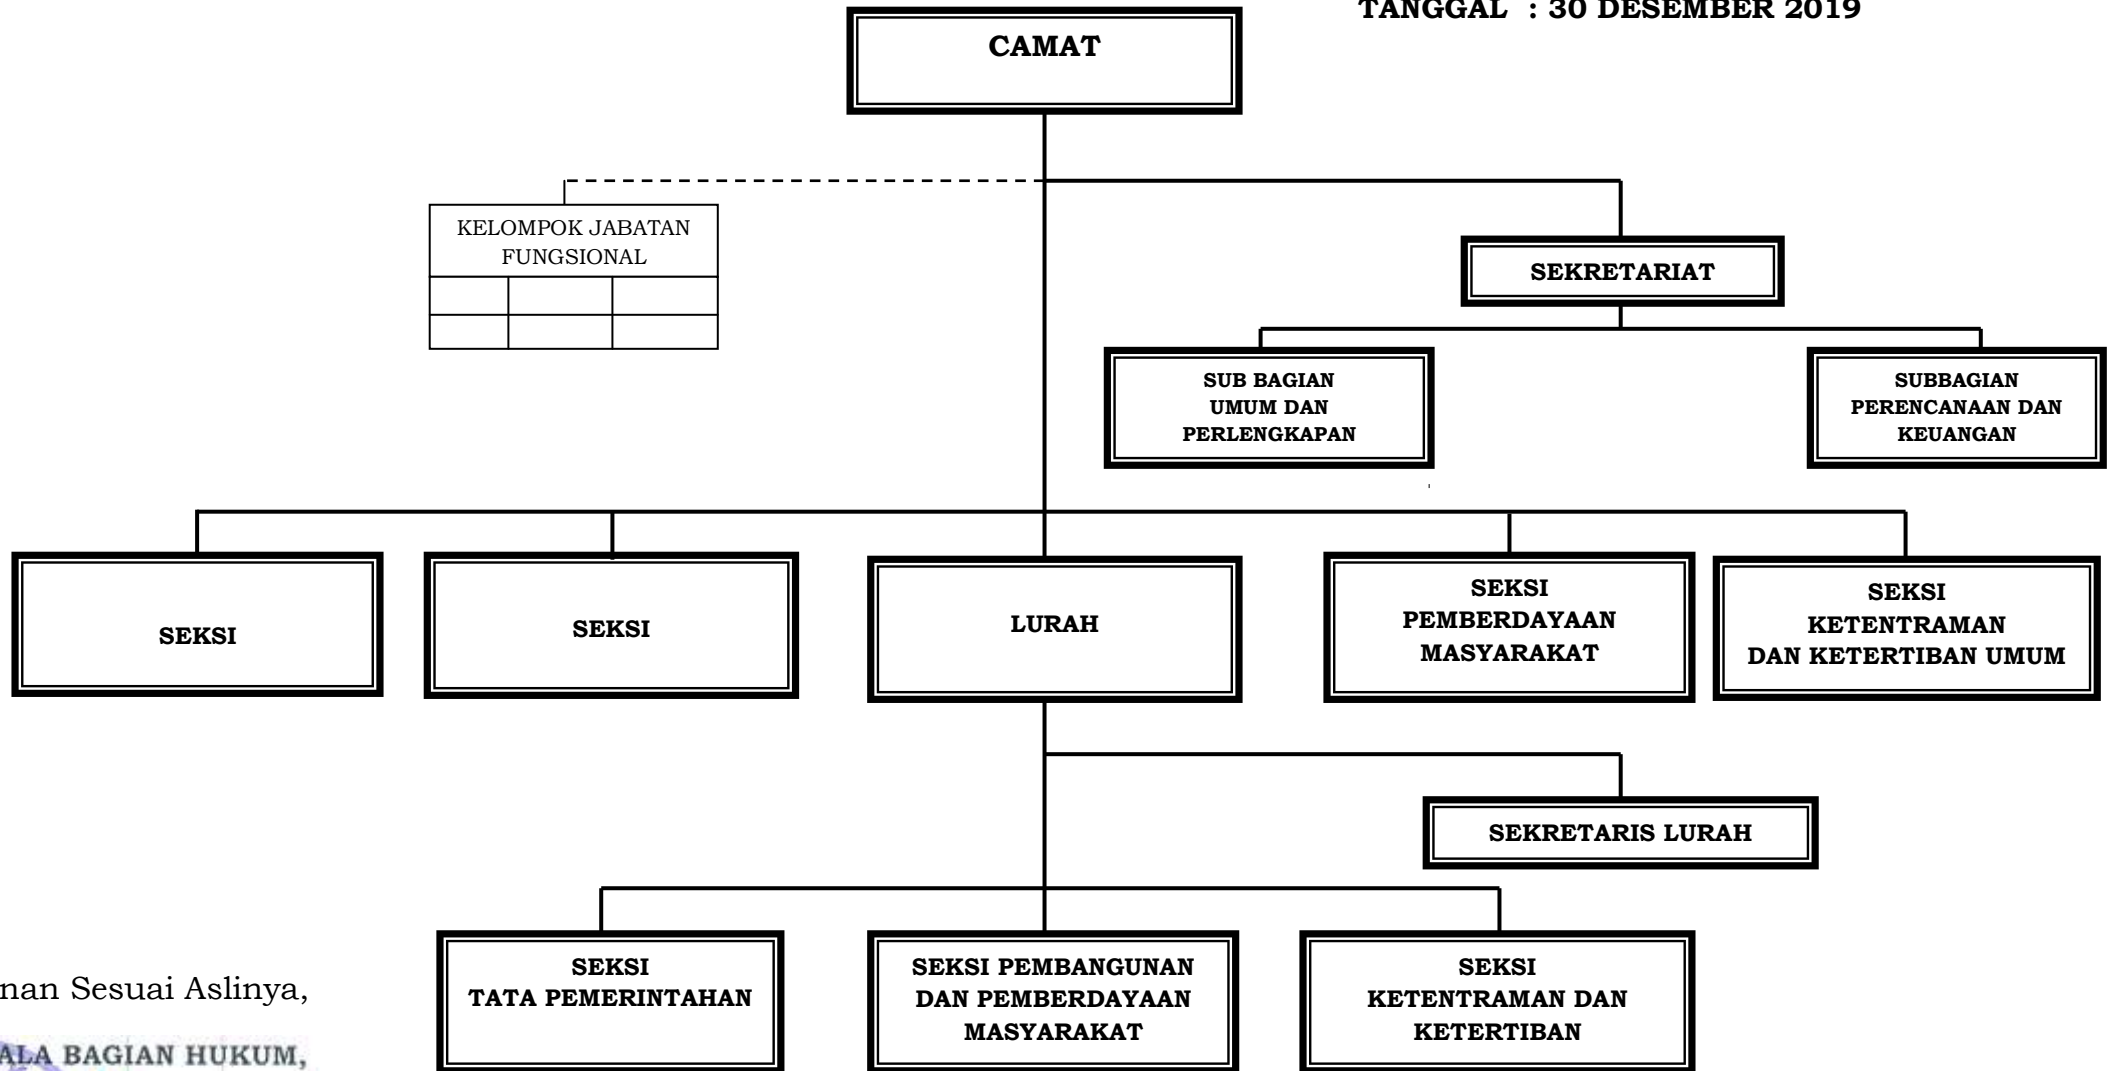 TANGGAL : 30 DESEMBER 2019
CAMAT
KELOMPOK JABATAN
FUNGSIONAL
SEKRETARIAT
SUB BAGIAN
UMUM DAN
PERLENGKAPAN
SUBBAGIAN
PERENCANAAN DAN
KEUANGAN
SEKSI
SEKSI
LURAH
SEKSI
PEMBERDAYAAN
MASYARAKAT
SEKSI
KETENTRAMAN
DAN KETERTIBAN UMUM
SEKRETARIS LURAH
SEKSI
TATA PEMERINTAHAN
SEKSI PEMBANGUNAN
DAN PEMBERDAYAAN
MASYARAKAT
SEKSI
KETENTRAMAN DAN
KETERTIBAN
nan Sesuai Aslinya,
ALA BAGIAN HUKUM,